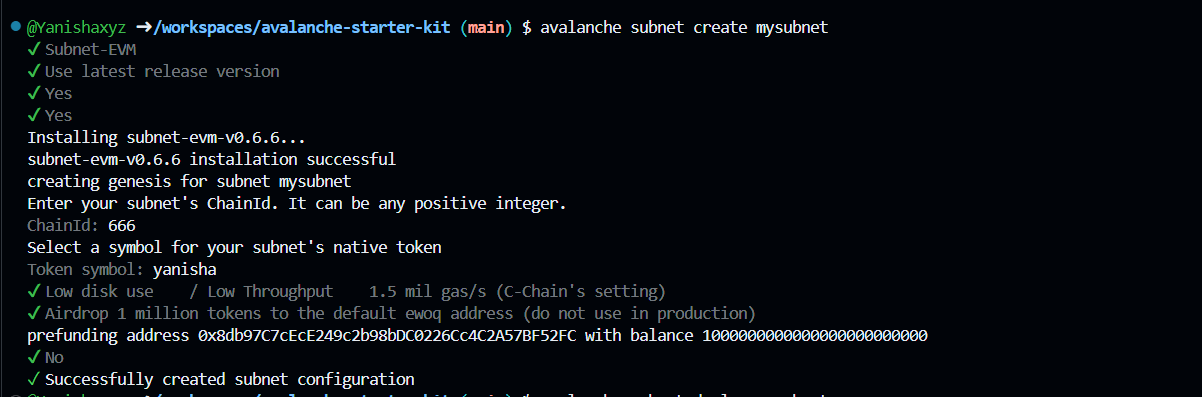 @Yanishaxyz ➜/workspaces/avalanche-starter-kit (main) $ avalanche subnet create mysubnet
✓ Subnet-EVM
✓ Use latest release version
✓ Yes
✓ Yes
Installing subnet-evm-v0.6.6...
subnet-evm-v0.6.6 installation successful
creating genesis for subnet mysubnet
Enter your subnet's ChainId. It can be any positive integer.
ChainId: 666
Select a symbol for your subnet's native token
Token symbol: yanisha
✓ Low disk use    / Low Throughput    1.5 mil gas/s (C-Chain's setting)
✓ Airdrop 1 million tokens to the default ewoq address (do not use in production)
prefunding address 0x8db97C7cEcE249c2b98bDC0226Cc4C2A57BF52FC with balance 1000000000000000000000000
✓ No
✓ Successfully created subnet configuration